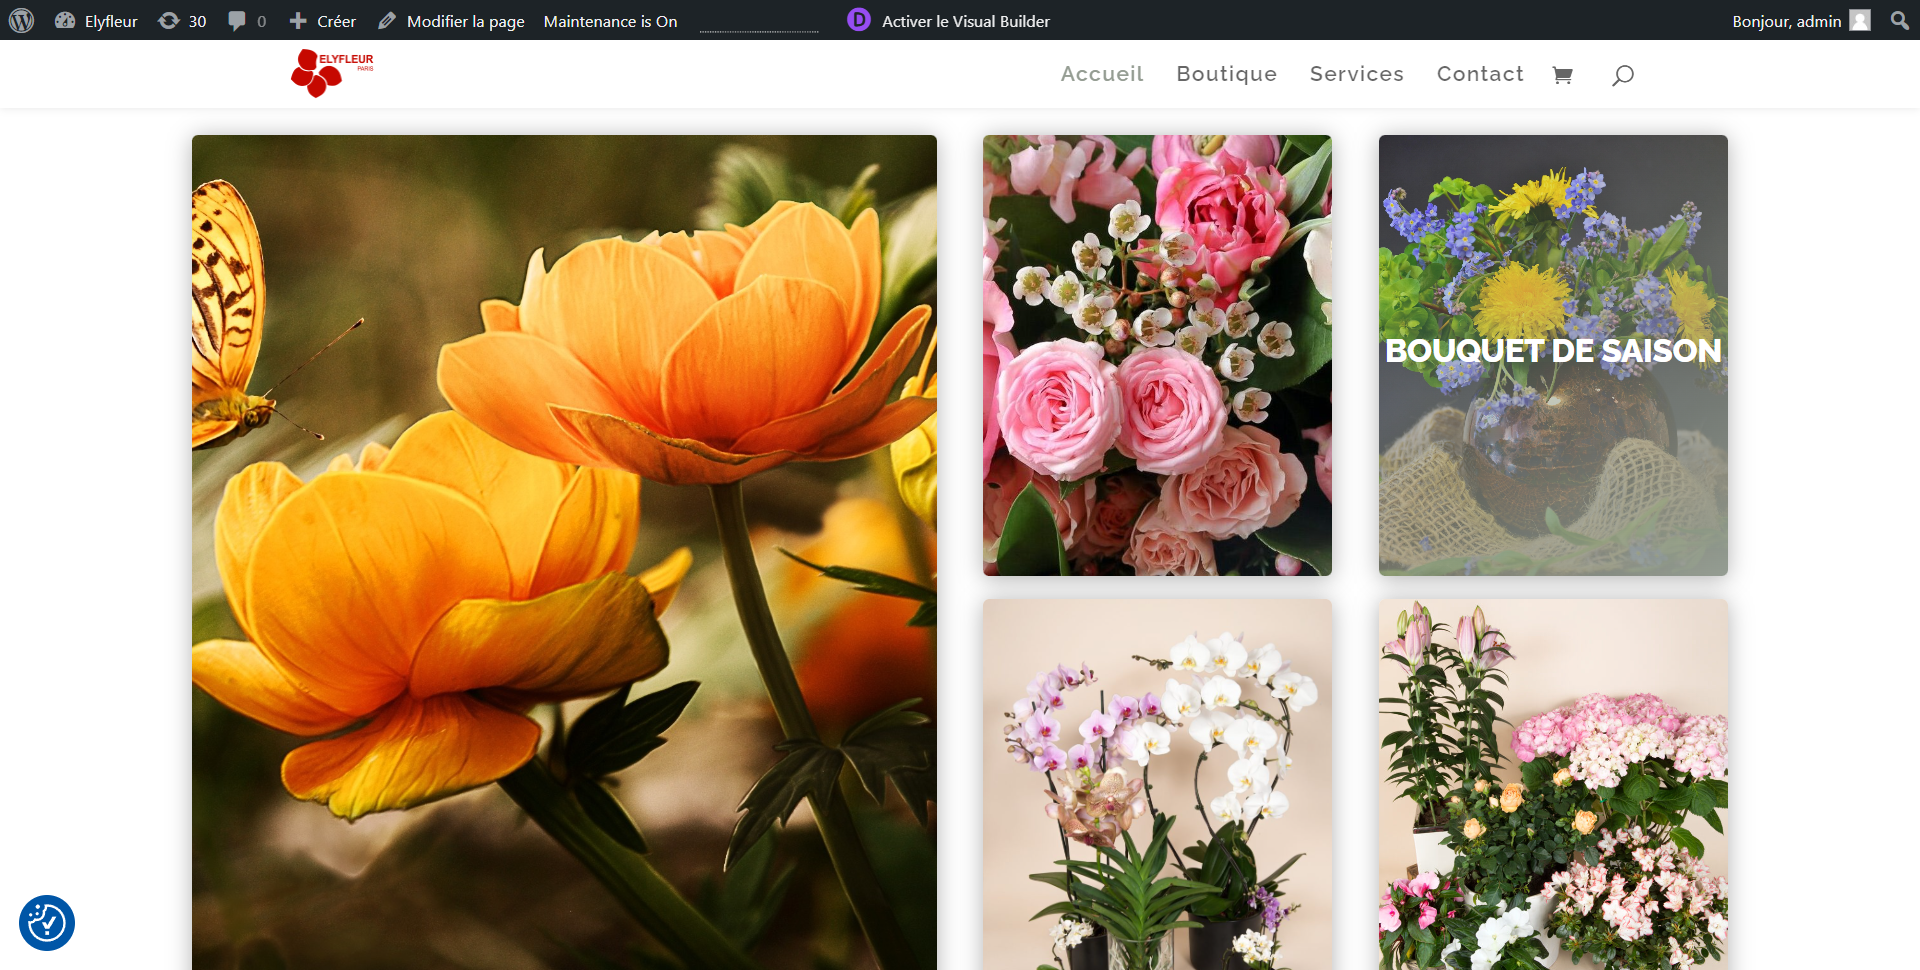 Elyfleur 30 0 Créer Modifier la page Maintenance is On Activer le Visual Builder Bonjour, admin
ELYFLEUR
PARIS
Accueil Boutique Services Contact
BOUQUET DE SAISON